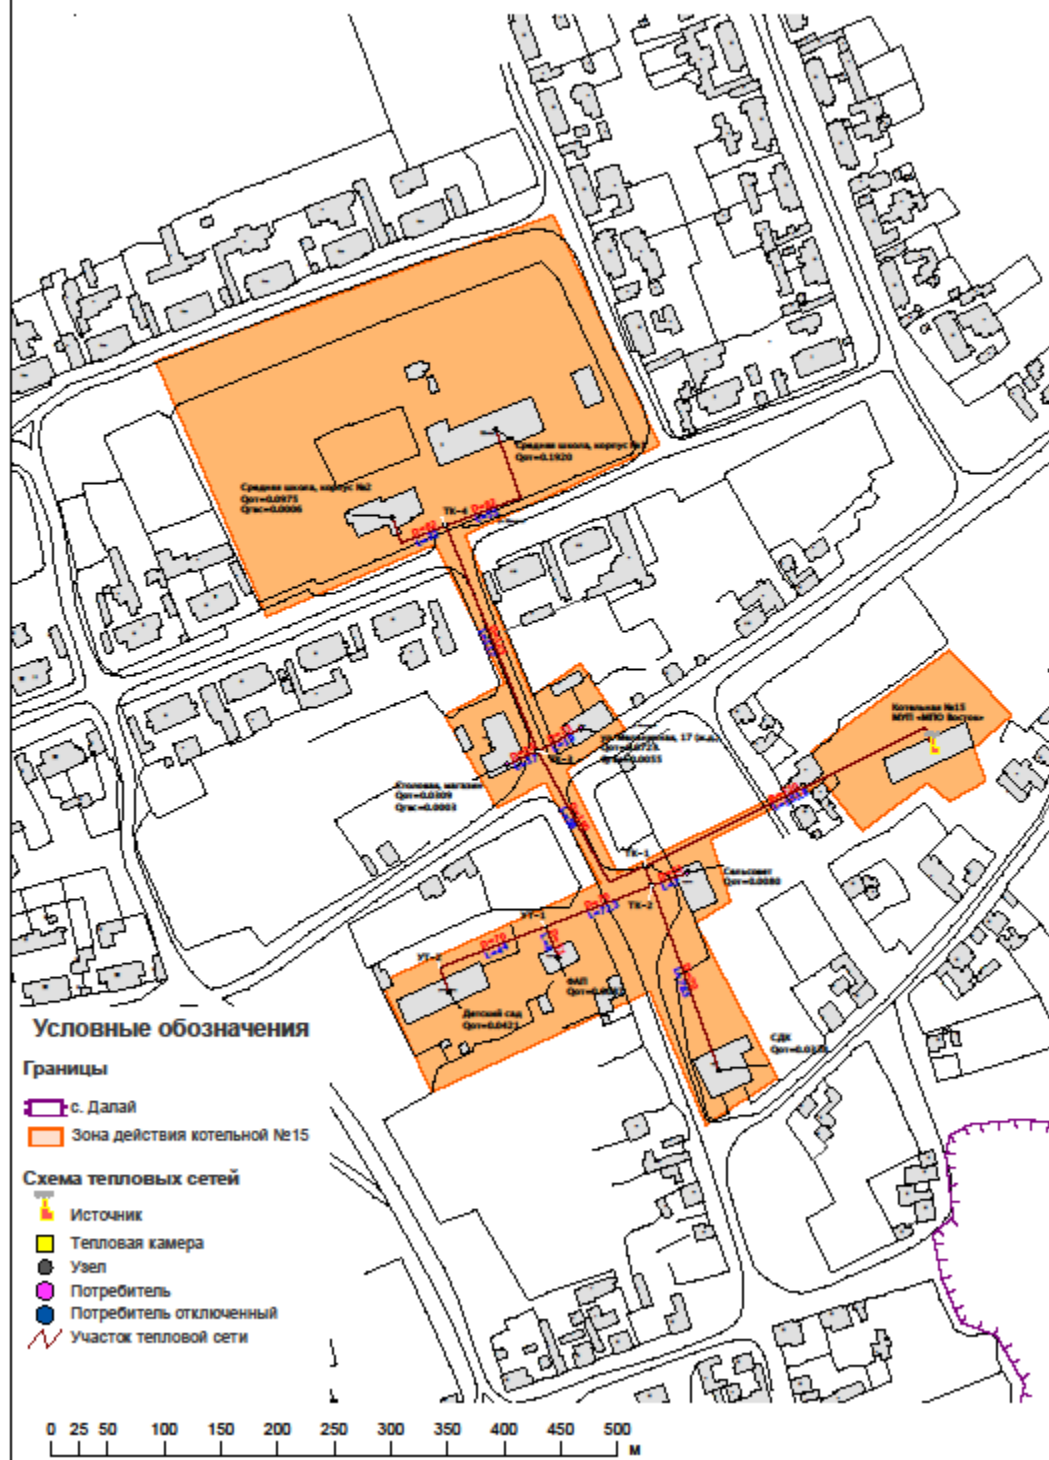 Средняя школа, корпус №1
Qот=0.1920
Средняя школа, корпус №2
Qот=0.0975
Qгвс=0.0006
ТК-4
D=82
D=82
Котельная №15
МУП «МПО Восток»
17 (ж.д.)
ТК-3
Столовая, магазин
Qот=0.0309
Qгвс=0.0003
ТК-1
Сельсовет
Qот=0.0080
ТК-2
УТ-1
УТ-2
D=70
ФАП
Детский сад
Qот=0.0421
СДК
Условные обозначения
Границы
с. Далай
Зона действия котельной №15
Схема тепловых сетей
Источник
Тепловая камера
Узел
Потребитель
Потребитель отключенный
Участок тепловой сети
0 25 50 100 150 200 250 300 350 400 450 500
м